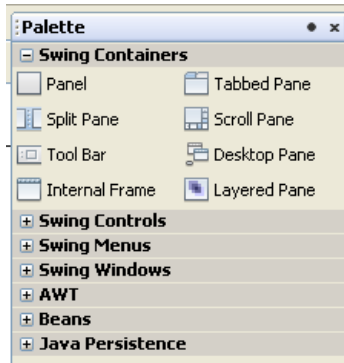 Palette
Swing Containers
Panel Tabbed Pane
Split Pane Scroll Pane
Tool Bar Desktop Pane
Internal Frame Layered Pane
Swing Controls
Swing Menus
Swing Windows
AWT
Beans
Java Persistence